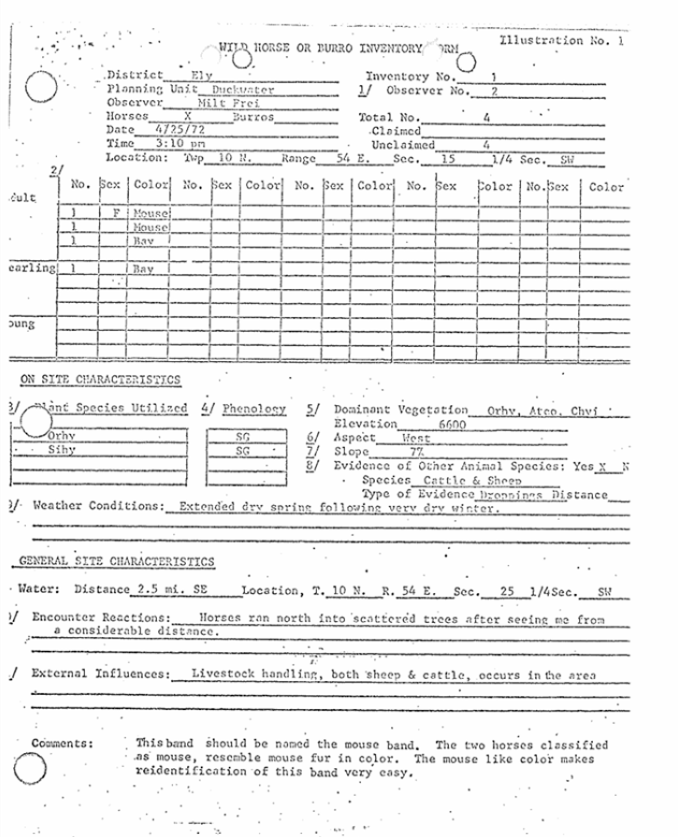 Illustration No. 1
WILD HORSE OR BURRO INVENTORY ORM
District Ely Inventory No. 1
Planning Unit Duckwater 1/ Observer No. 2
Observer Milt Frei
Horses X Burros Total No. 4
Date 4/25/72 Claimed
Time 3:10 pm Unclaimed 4
Location: Twp 10 N. Range 54 E. Sec. 15 1/4 Sec. SW
2/
No. Sex Color No. Sex Color No. Sex Color No. Sex Color No. Sex Color
dult
1 F Mouse
1 Mouse
1 Bay
earling 1 Bay
oung
ON SITE CHARACTERISTICS
3/ Plant Species Utilized 4/ Phenology 5/ Dominant Vegetation Orhy, Atco, Chvi
Elevation 6600
Orhy SG 6/ Aspect West
Sihy SG 7/ Slope 7%
8/ Evidence of Other Animal Species: Yes X N
Species Cattle & Sheep
Type of Evidence Droppings Distance
/ Weather Conditions: Extended dry spring following very dry winter.
GENERAL SITE CHARACTERISTICS
Water: Distance 2.5 mi. SE Location, T. 10 N. R. 54 E. Sec. 25 1/4Sec. SW
/ Encounter Reactions: Horses ran north into scattered trees after seeing me from
a considerable distance.
/ External Influences: Livestock handling, both sheep & cattle, occurs in the area
Comments: This band should be named the mouse band. The two horses classified
as mouse, resemble mouse fur in color. The mouse like color makes
reidentification of this band very easy.